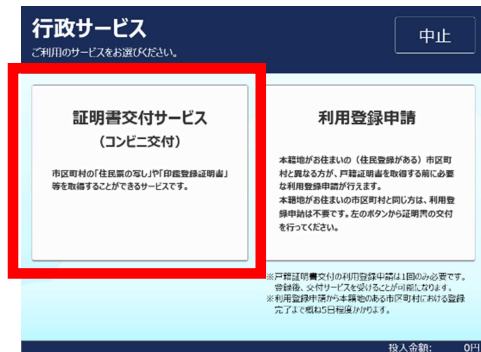 行政サービス
ご利用のサービスをお選びください。
中止
証明書交付サービス
（コンビニ交付）
市区町村の「住民票の写し」や「印鑑登録証明書」
等を取得することができるサービスです。
利用登録申請
本籍地がお住まいの（住民登録がある）市区町
村と異なる方が、戸籍証明書を取得する前に必要
な利用登録申請が行えます。
本籍地がお住まいの市区町村と同じ方は、利用登
録申請は不要です。左のボタンから証明書の交付
を行ってください。
※戸籍証明書交付の利用登録申請は1回のみ必要です。
登録後、交付サービスを受けることが可能になります。
※利用登録申請から本籍地のある市区町村における登録
完了まで概ね5日程度かかります。
投入金額： 0円